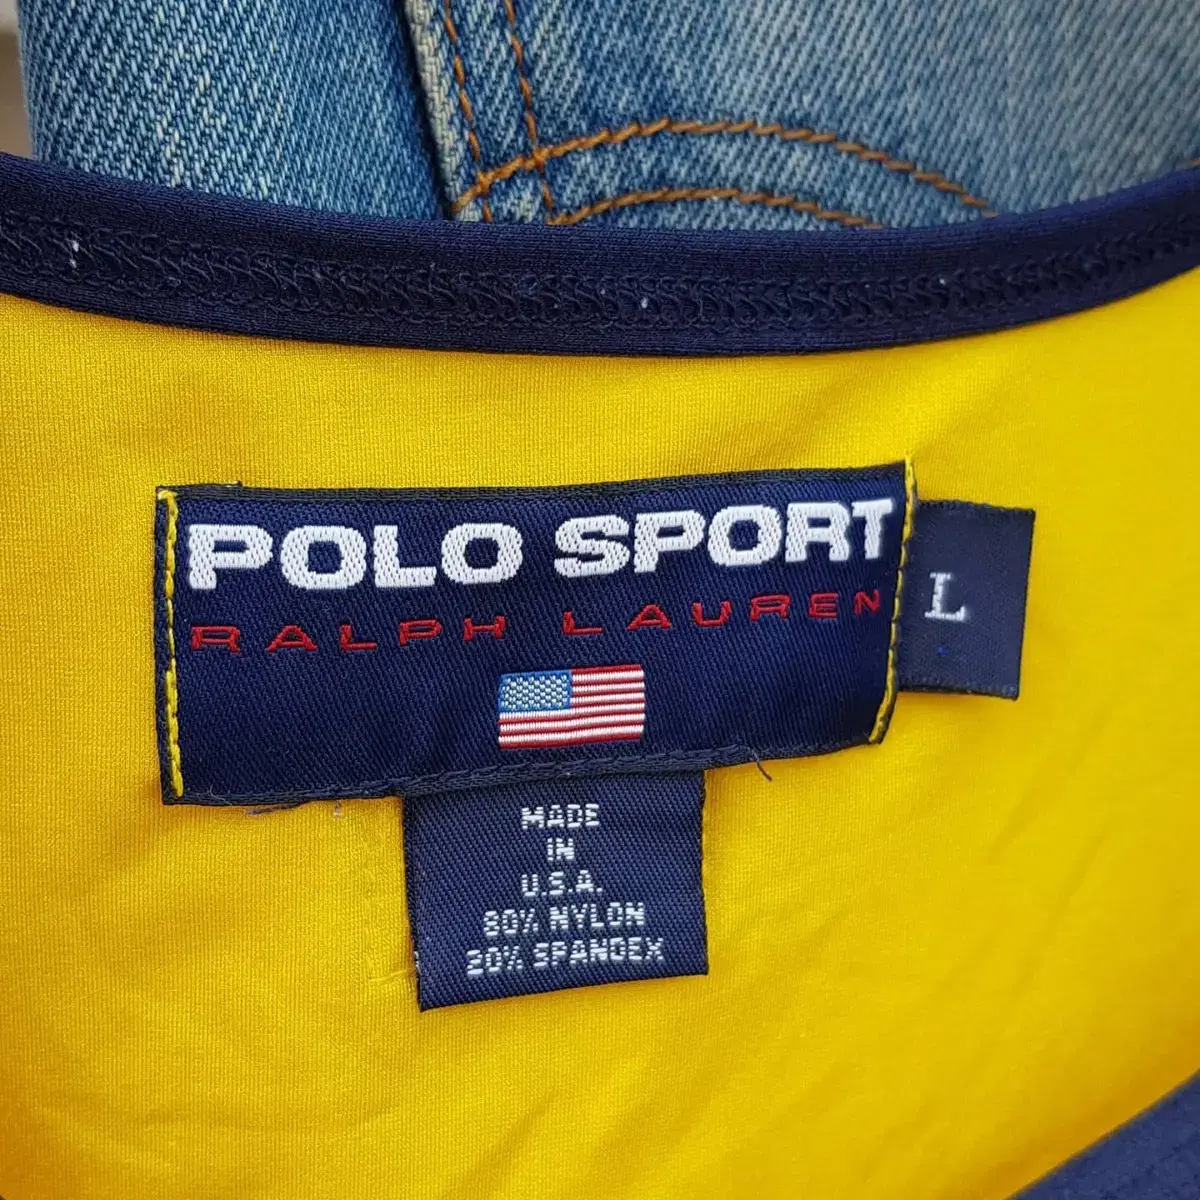 POLO SPORT
RALPH LAUREN
L
MADE
IN
U.S.A.
80% NYLON
20% SPANDEX